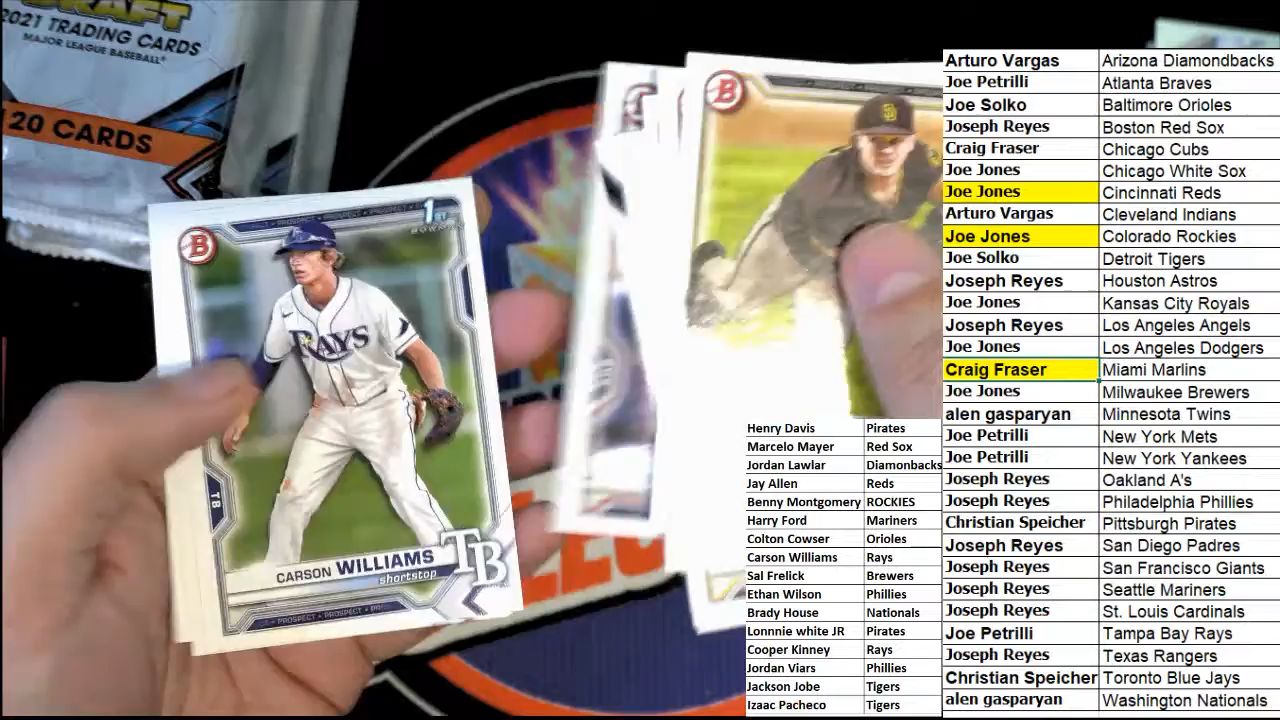 DRAFT
2021 TRADING CARDS
MAJOR LEAGUE BASEBALL
20 CARDS
B
1ST
BOWMAN
RAYS
TB
CARSON WILLIAMS
shortstop
TB
PROSPECT
B
Henry Davis Pirates
Marcelo Mayer Red Sox
Jordan Lawlar Diamonbacks
Jay Allen Reds
Benny Montgomery ROCKIES
Harry Ford Mariners
Colton Cowser Orioles
Carson Williams Rays
Sal Frelick Brewers
Ethan Wilson Phillies
Brady House Nationals
Lonnnie white JR Pirates
Cooper Kinney Rays
Jordan Viars Phillies
Jackson Jobe Tigers
Izaac Pacheco Tigers
Arturo Vargas Arizona Diamondbacks
Joe Petrilli Atlanta Braves
Joe Solko Baltimore Orioles
Joseph Reyes Boston Red Sox
Craig Fraser Chicago Cubs
Joe Jones Chicago White Sox
Joe Jones Cincinnati Reds
Arturo Vargas Cleveland Indians
Joe Jones Colorado Rockies
Joe Solko Detroit Tigers
Joseph Reyes Houston Astros
Joe Jones Kansas City Royals
Joseph Reyes Los Angeles Angels
Joe Jones Los Angeles Dodgers
Craig Fraser Miami Marlins
Joe Jones Milwaukee Brewers
alen gasparyan Minnesota Twins
Joe Petrilli New York Mets
Joe Petrilli New York Yankees
Joseph Reyes Oakland A's
Joseph Reyes Philadelphia Phillies
Christian Speicher Pittsburgh Pirates
Joseph Reyes San Diego Padres
Joseph Reyes San Francisco Giants
Joseph Reyes Seattle Mariners
Joseph Reyes St. Louis Cardinals
Joe Petrilli Tampa Bay Rays
Joseph Reyes Texas Rangers
Christian Speicher Toronto Blue Jays
alen gasparyan Washington Nationals